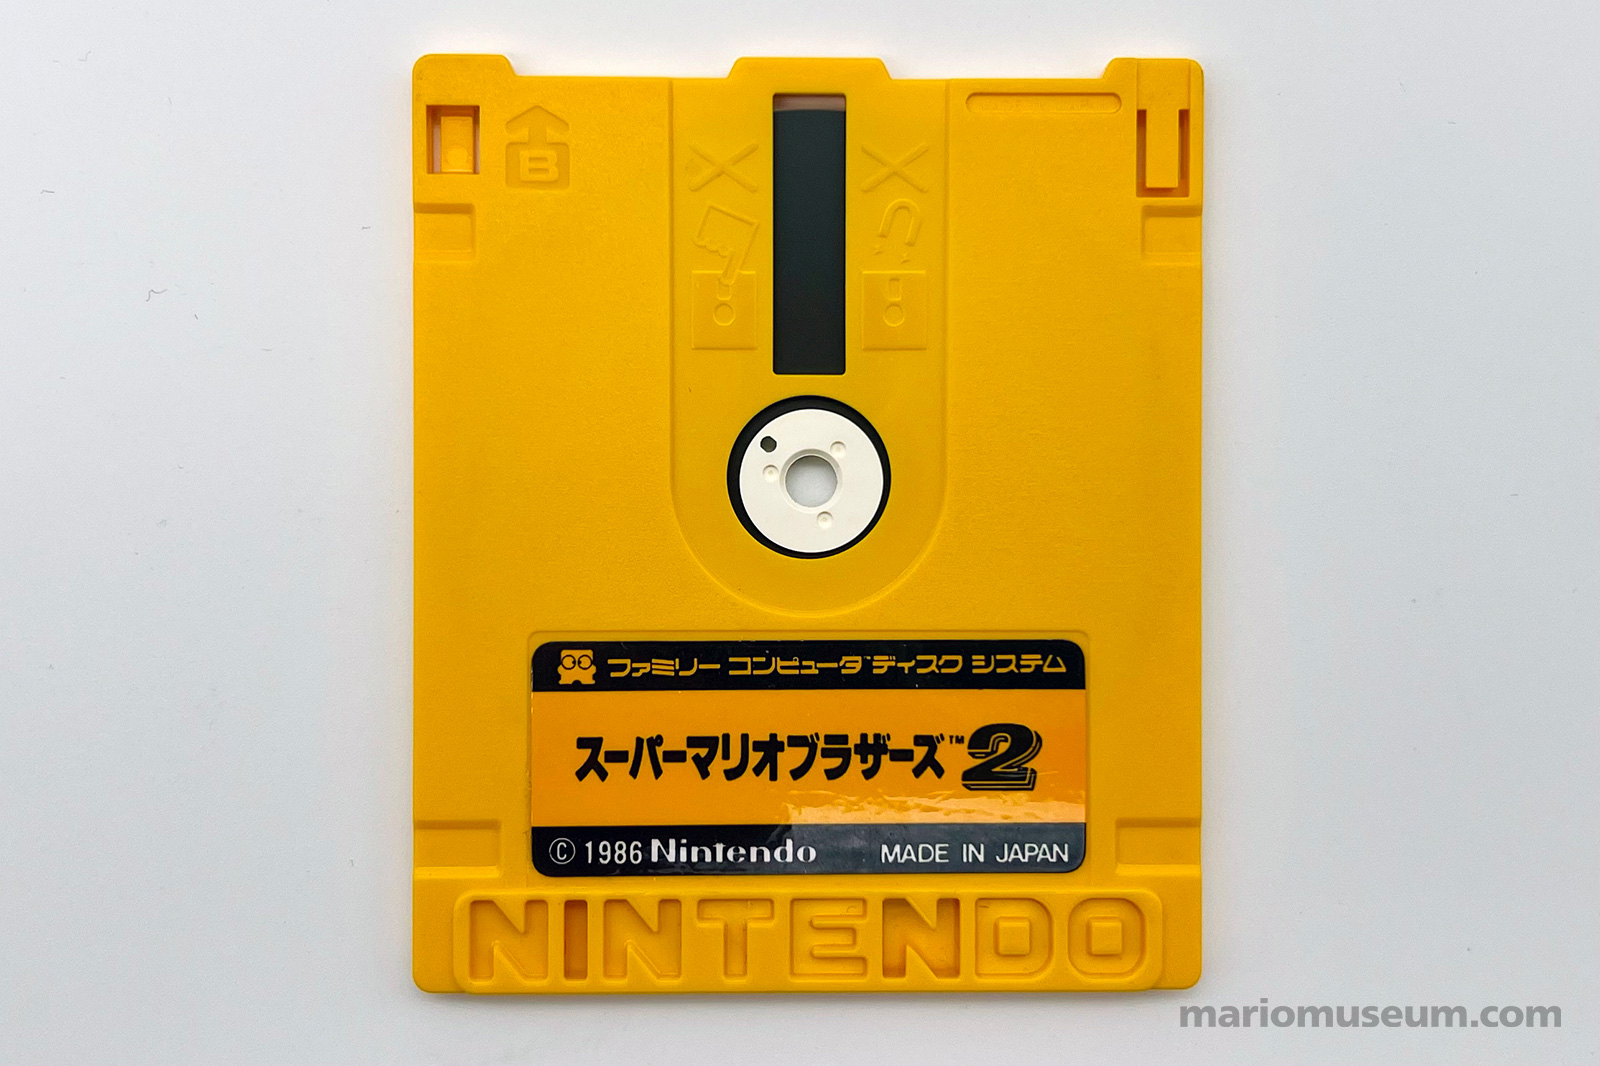 B
ファミリー コンピュータ™ ディスク システム
スーパーマリオブラザーズ™2
© 1986 Nintendo MADE IN JAPAN
NINTENDO
mariomuseum.com